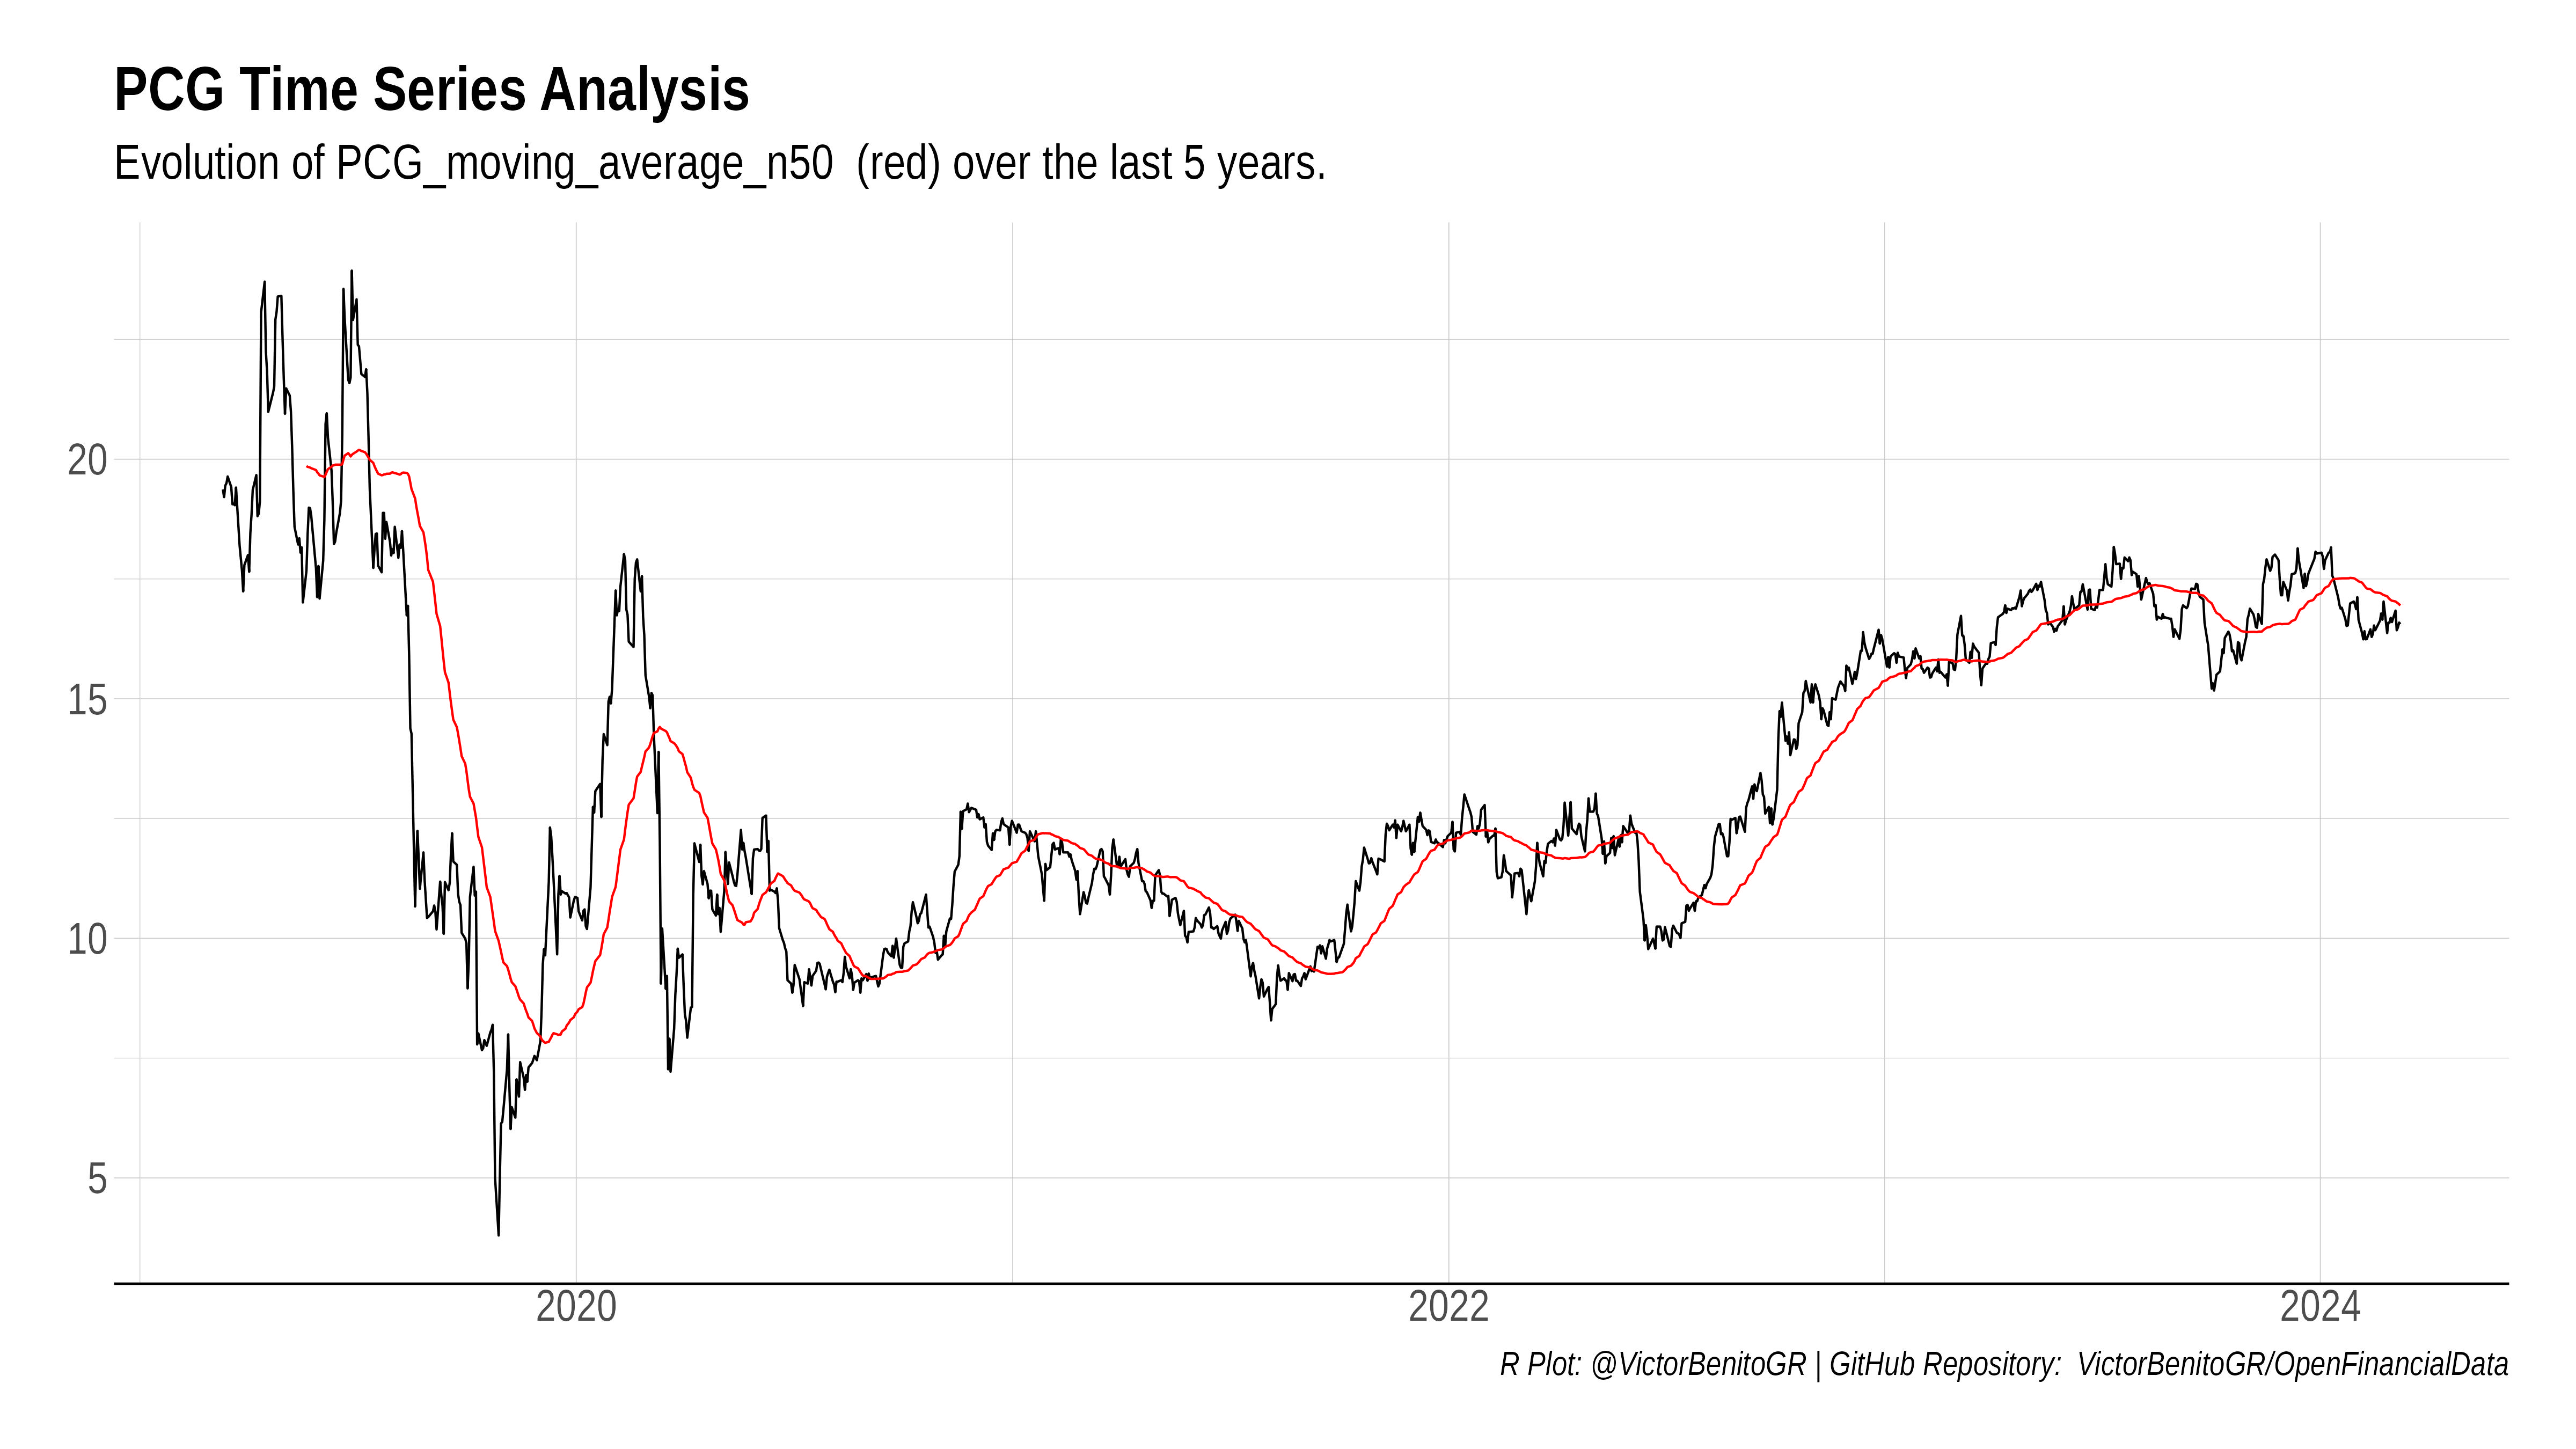 PCG Time Series Analysis
Evolution of PCG_moving_average_n50  (red) over the last 5 years.
20
15
10
5
2020 2022 2024
R Plot: @VictorBenitoGR | GitHub Repository:  VictorBenitoGR/OpenFinancialData